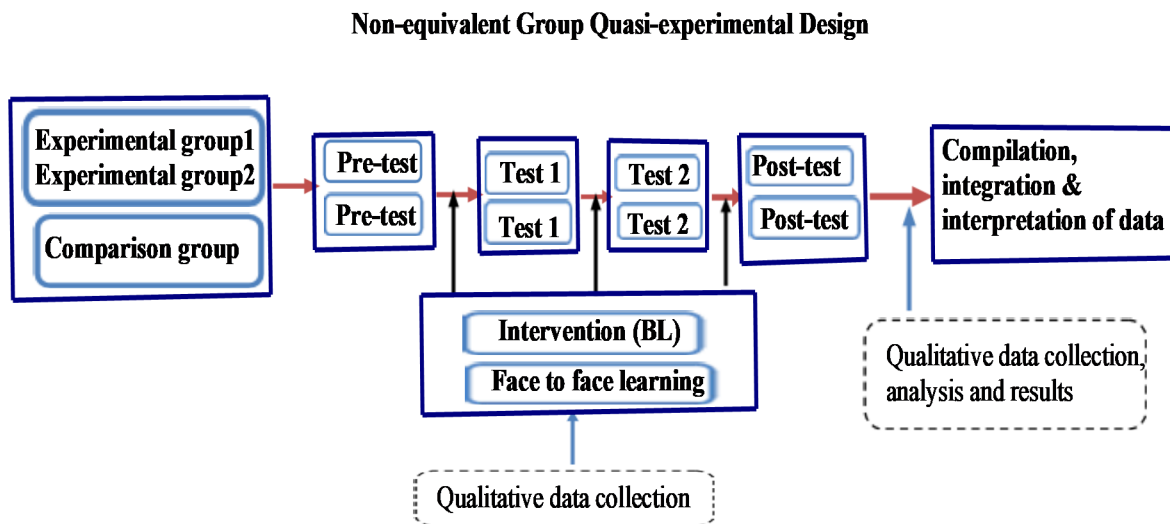 Non-equivalent Group Quasi-experimental Design
Experimental group1
Experimental group2
Comparison group
Pre-test
Pre-test
Test 1
Test 1
Test 2
Test 2
Post-test
Post-test
Compilation,
integration &
interpretation of data
Intervention (BL)
Face to face learning
Qualitative data collection,
analysis and results
Qualitative data collection